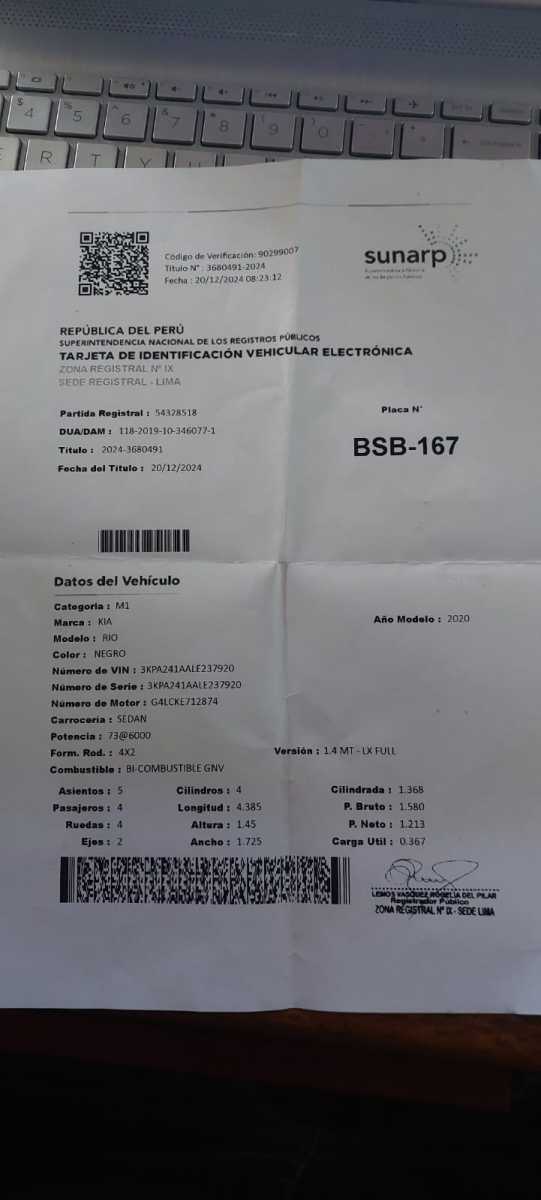 Código de Verificación: 90299007
Título N° : 3680491-2024
Fecha : 20/12/2024 08:23:12
sunarp
REPÚBLICA DEL PERÚ
SUPERINTENDENCIA NACIONAL DE LOS REGISTROS PÚBLICOS
TARJETA DE IDENTIFICACIÓN VEHICULAR ELECTRÓNICA
ZONA REGISTRAL N° IX
SEDE REGISTRAL - LIMA
Partida Registral : 54328518
DUA/DAM : 118-2019-10-346077-1
Título : 2024-3680491
Fecha del Título : 20/12/2024
Placa N°
BSB-167
Datos del Vehículo
Categoría : M1
Marca : KIA
Año Modelo : 2020
Modelo : RIO
Color : NEGRO
Número de VIN : 3KPA241AALE237920
Número de Serie : 3KPA241AALE237920
Número de Motor : G4LCKE712874
Carrocería : SEDAN
Potencia : 73@6000
Form. Rod. : 4X2 Versión : 1.4 MT - LX FULL
Combustible : BI-COMBUSTIBLE GNV
Asientos : 5 Cilindros : 4 Cilindrada : 1.368
Pasajeros : 4 Longitud : 4.385 P. Bruto : 1.580
Ruedas : 4 Altura : 1.45 P. Neto : 1.213
Ejes : 2 Ancho : 1.725 Carga Util : 0.367
LEMOS VASQUEZ ROGELIA DEL PILAR
Registrador Público
ZONA REGISTRAL N° IX - SEDE LIMA